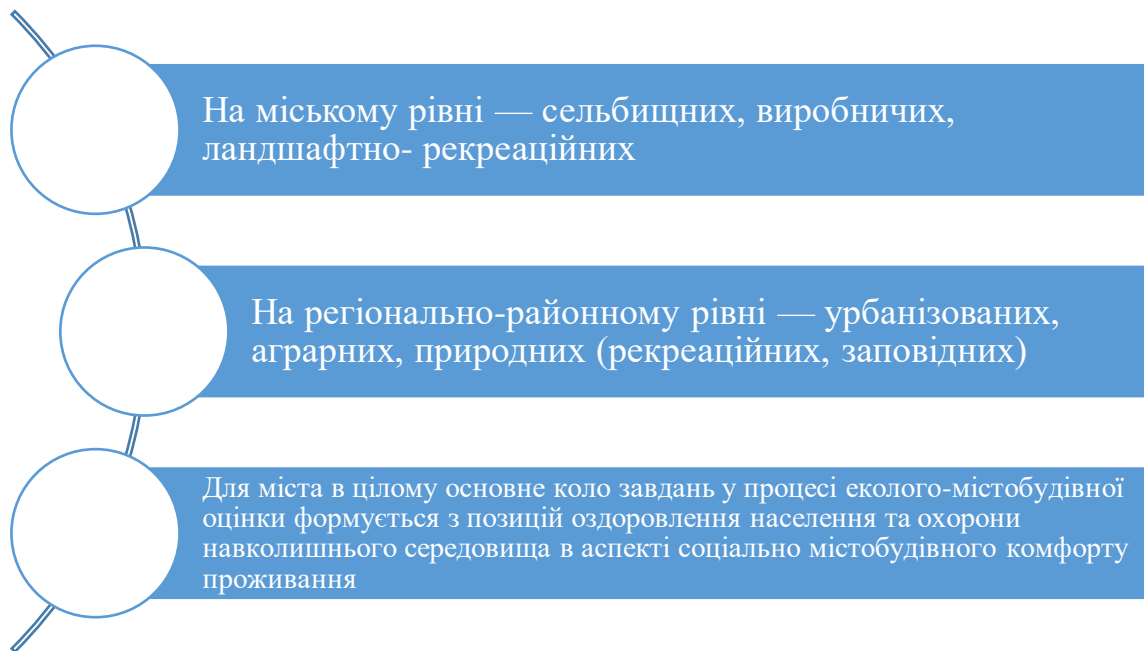 На міському рівні — сельбищних, виробничих,
ландшафтно- рекреаційних
На регіонально-районному рівні — урбанізованих,
аграрних, природних (рекреаційних, заповідних)
Для міста в цілому основне коло завдань у процесі еколого-містобудівної
оцінки формується з позицій оздоровлення населення та охорони
навколишнього середовища в аспекті соціально містобудівного комфорту
проживання